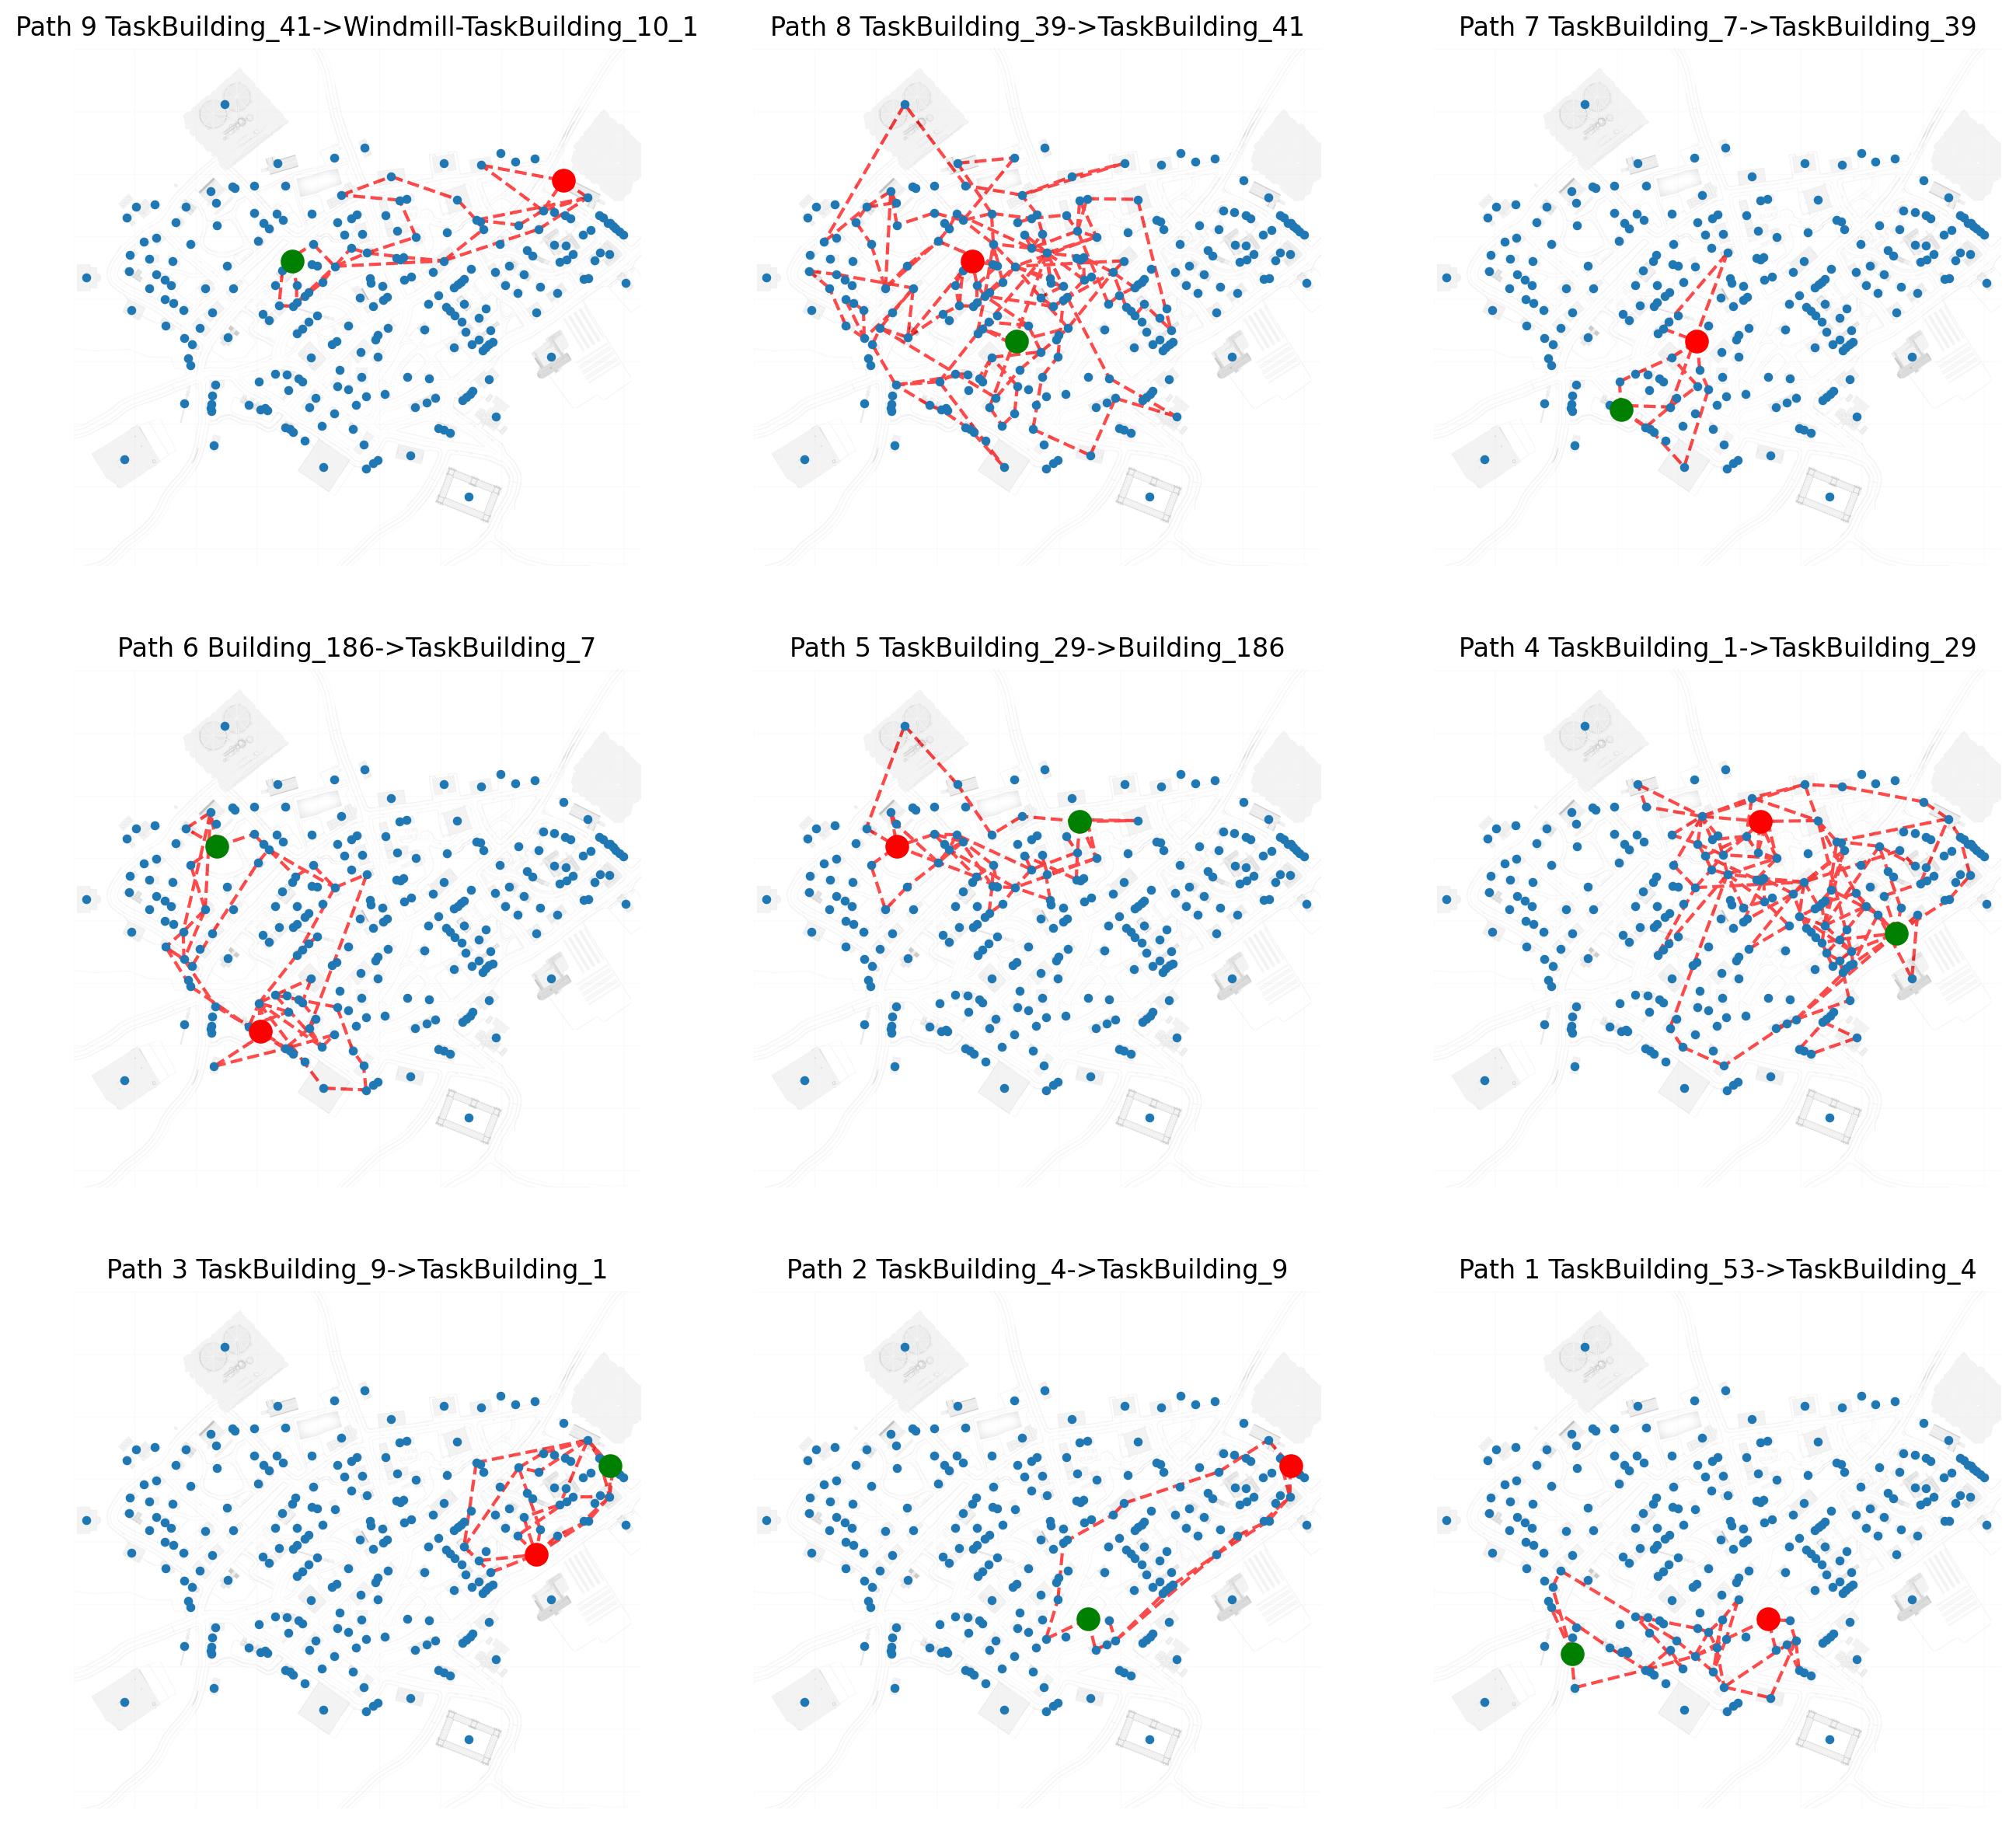 Path 9 TaskBuilding_41->Windmill-TaskBuilding_10_1
Path 8 TaskBuilding_39->TaskBuilding_41
Path 7 TaskBuilding_7->TaskBuilding_39
Path 6 Building_186->TaskBuilding_7
Path 5 TaskBuilding_29->Building_186
Path 4 TaskBuilding_1->TaskBuilding_29
Path 3 TaskBuilding_9->TaskBuilding_1
Path 2 TaskBuilding_4->TaskBuilding_9
Path 1 TaskBuilding_53->TaskBuilding_4